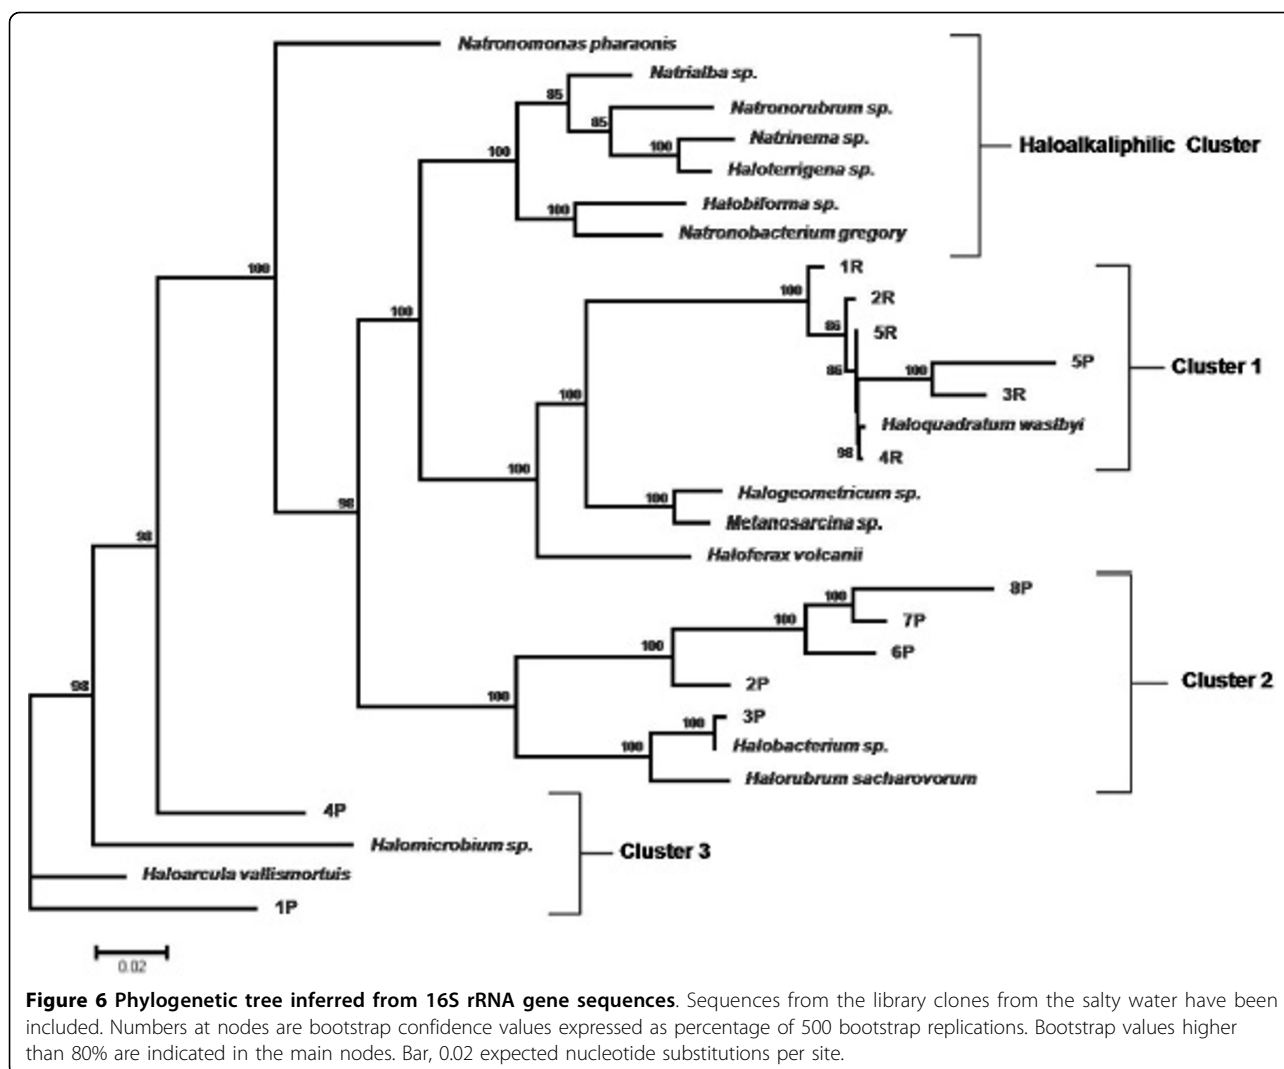 Natronomonas pharaonis
Natrialba sp.
85
Natronorubrum sp.
85
Natrinema sp.
100
Haloterrigena sp.
100
Haloalkaliphilic Cluster
Halobiforma sp.
100
Natronobacterium gregory
1R
100
100
2R
86
5R
100
5P
86
100
Cluster 1
3R
100
Haloquadratum waslbyi
98
4R
100
Halogeometricum sp.
100
98
Metanosarcina sp.
Haloferax volcanii
98
8P
100
7P
100
6P
100
Cluster 2
2P
98
100
3P
100
Halobacterium sp.
100
Halorubrum sacharovorum
4P
Halomicrobium sp.
Cluster 3
Haloarcula vallismortuis
1P
0.02
Figure 6 Phylogenetic tree inferred from 16S rRNA gene sequences. Sequences from the library clones from the salty water have been
included. Numbers at nodes are bootstrap confidence values expressed as percentage of 500 bootstrap replications. Bootstrap values higher
than 80% are indicated in the main nodes. Bar, 0.02 expected nucleotide substitutions per site.